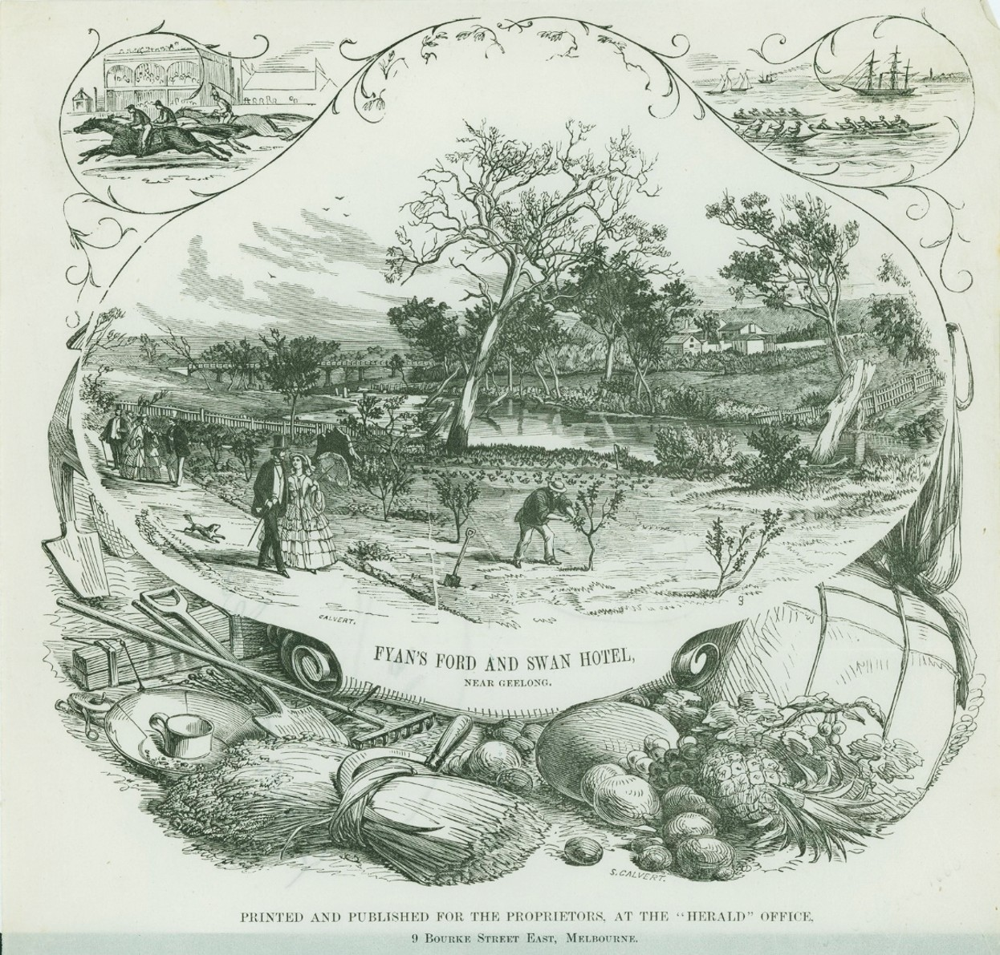 CALVERT.
FYAN'S FORD AND SWAN HOTEL,
NEAR GEELONG.
S. CALVERT.
PRINTED AND PUBLISHED FOR THE PROPRIETORS, AT THE "HERALD" OFFICE,
9 BOURKE STREET EAST, MELBOURNE.